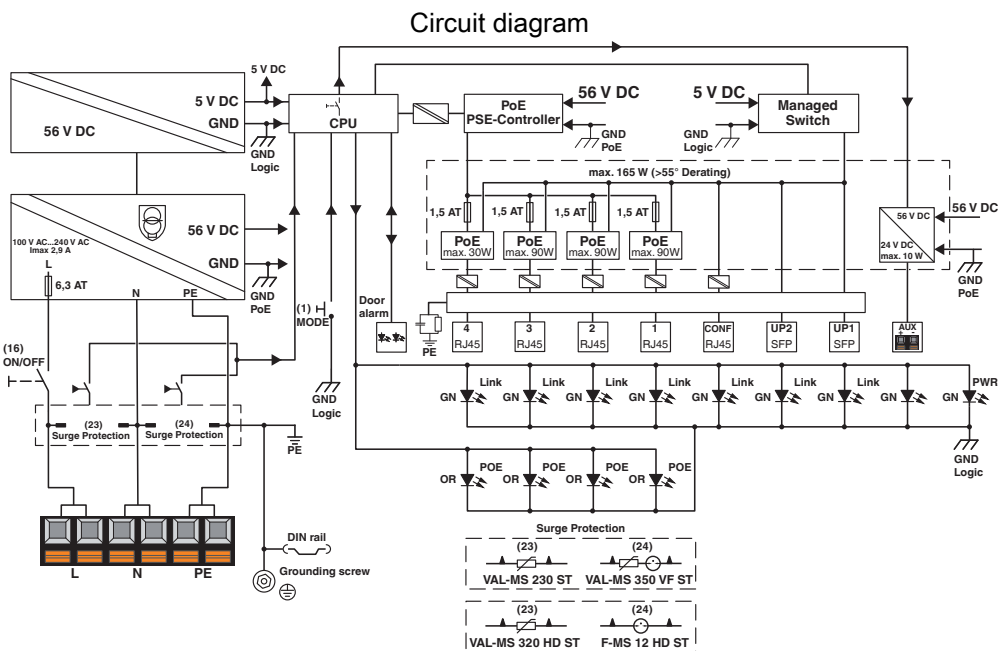 Circuit diagram
5 V DC
56 V DC
5 V DC
GND
GND
Logic
CPU
PoE
PSE-Controller
56 V DC
GND
PoE
5 V DC
GND
Logic
Managed
Switch
max. 165 W (>55° Derating)
1,5 AT
1,5 AT
1,5 AT
1,5 AT
PoE
max. 30W
PoE
max. 90W
PoE
max. 90W
PoE
max. 90W
56 V DC
24 V DC
max. 10 W
56 V DC
GND
PoE
100 V AC...240 V AC
Imax 2,9 A
L
6,3 AT
N
PE
56 V DC
GND
GND
PoE
(1)
MODE
GND
Logic
Door
alarm
PE
4
RJ45
3
RJ45
2
RJ45
1
RJ45
CONF
RJ45
UP2
SFP
UP1
SFP
AUX
+ -
(16)
ON/OFF
(23)
Surge Protection
(24)
Surge Protection
PE
GN
Link
GN
Link
GN
Link
GN
Link
GN
Link
GN
Link
GN
Link
GN
GN
PWR
GND
Logic
OR
POE
OR
POE
OR
POE
OR
POE
L
N
PE
DIN rail
Grounding screw
Surge Protection
(23)
VAL-MS 230 ST
(24)
VAL-MS 350 VF ST
(23)
VAL-MS 320 HD ST
(24)
F-MS 12 HD ST